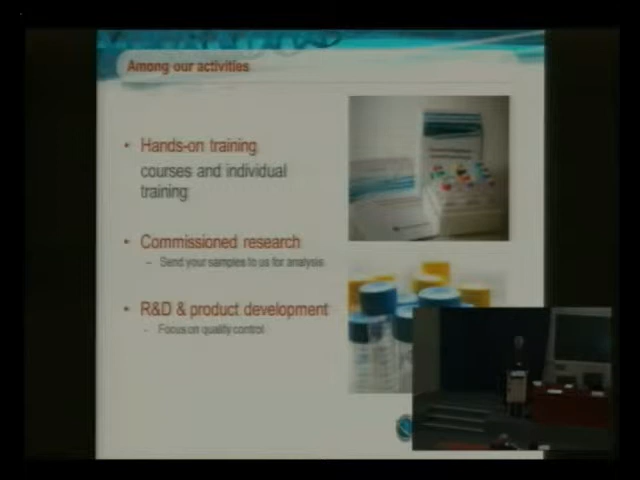 Among our activities
• Hands-on training
courses and individual
training
• Commissioned research
– Send your samples to us for analysis
• R&D & product development
- Focus on quality control